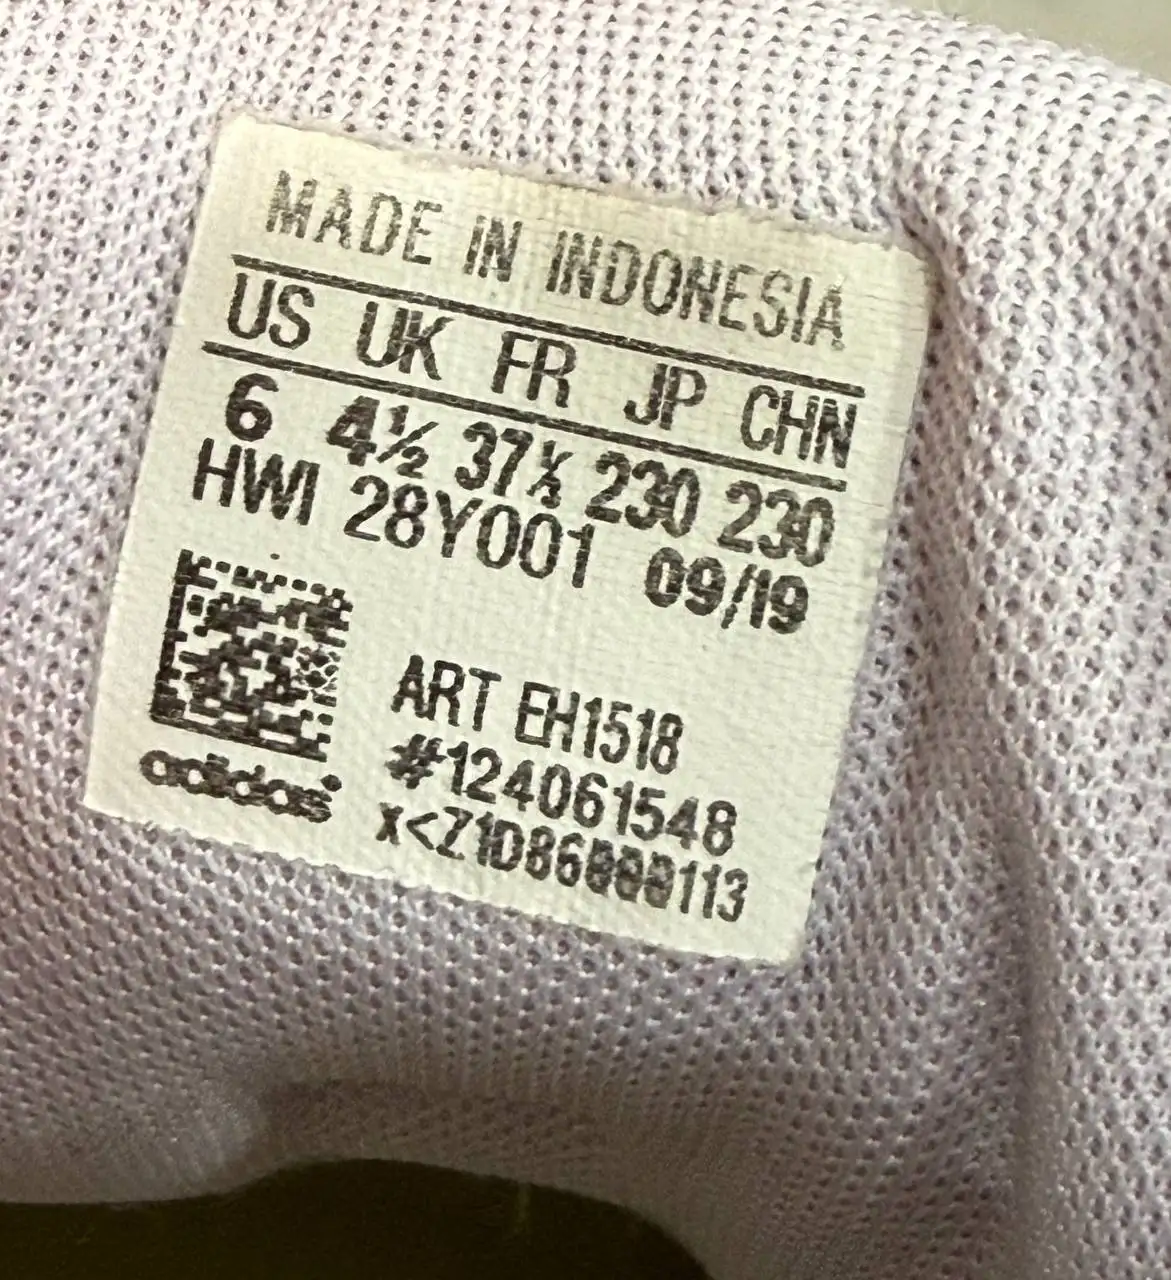 MADE IN INDONESIA
US UK FR JP CHN
6 4½ 37⅓ 230 230
HWI 28Y001 09/19
ART EH1518
#124061548
adidas